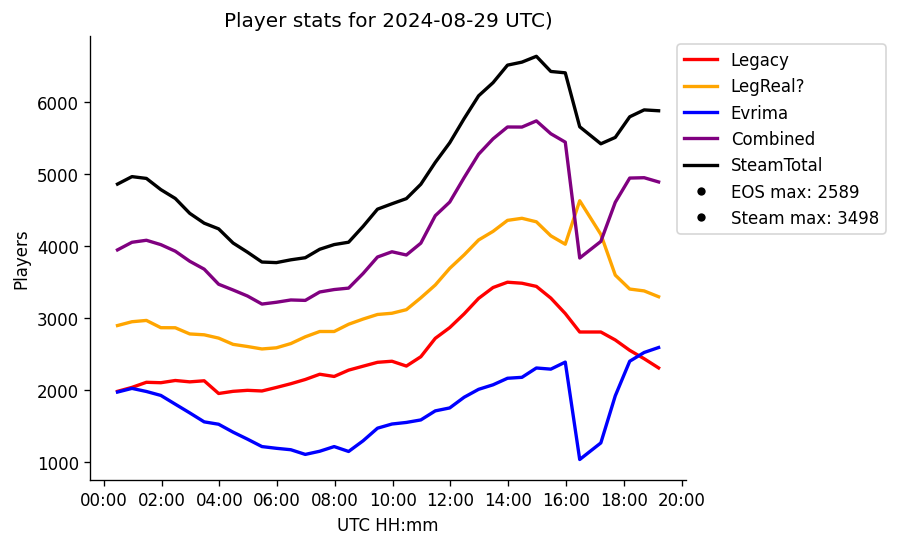 Player stats for 2024-08-29 UTC)
Legacy
LegReal?
Evrima
Combined
SteamTotal
EOS max: 2589
Steam max: 3498
Players
6000
5000
4000
3000
2000
1000
00:00 02:00 04:00 06:00 08:00 10:00 12:00 14:00 16:00 18:00 20:00
UTC HH:mm